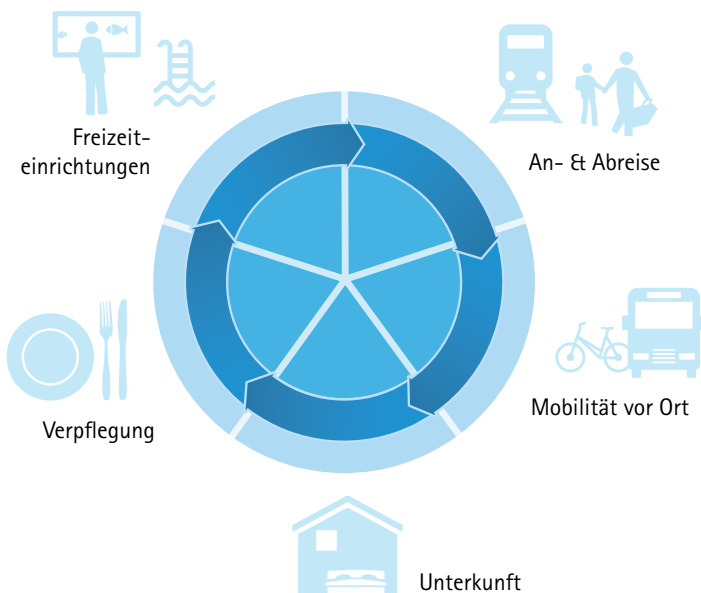 Freizeit-
einrichtungen
An- & Abreise
Mobilität vor Ort
Verpflegung
Unterkunft